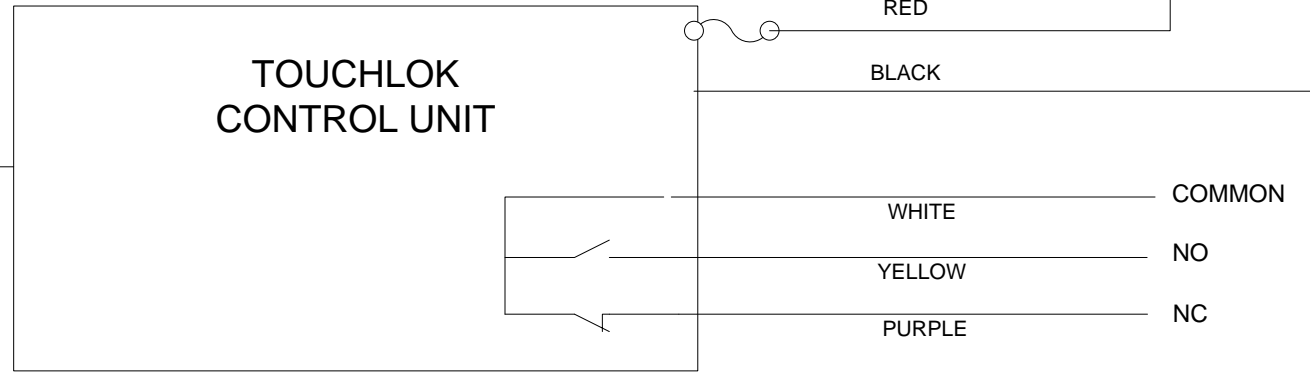 RED
TOUCHLOK
CONTROL UNIT
BLACK
COMMON
WHITE
NO
YELLOW
NC
PURPLE